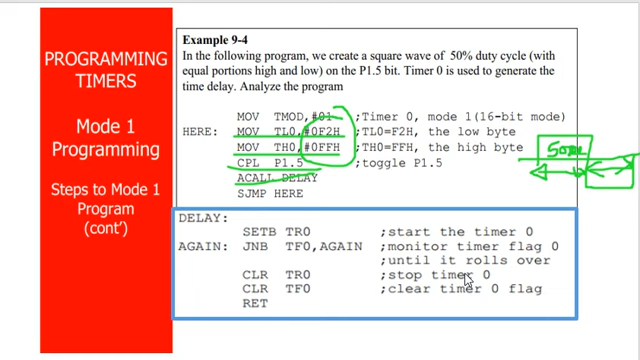 PROGRAMMING
TIMERS
Mode 1
Programming
Steps to Mode 1
Program
(cont')
Example 9-4
In the following program, we create a square wave of 50% duty cycle (with
equal portions high and low) on the P1.5 bit. Timer 0 is used to generate the
time delay. Analyze the program
MOV TMOD,#01 ;Timer 0, mode 1(16-bit mode)
HERE: MOV TL0,#0F2H ;TL0=F2H, the low byte
MOV TH0,#0FFH ;TH0=FFH, the high byte
CPL P1.5 ;toggle P1.5
ACALL DELAY
SJMP HERE
DELAY:
SETB TR0 ;start the timer 0
AGAIN: JNB TF0,AGAIN ;monitor timer flag 0
;until it rolls over
CLR TR0 ;stop timer 0
CLR TF0 ;clear timer 0 flag
RET